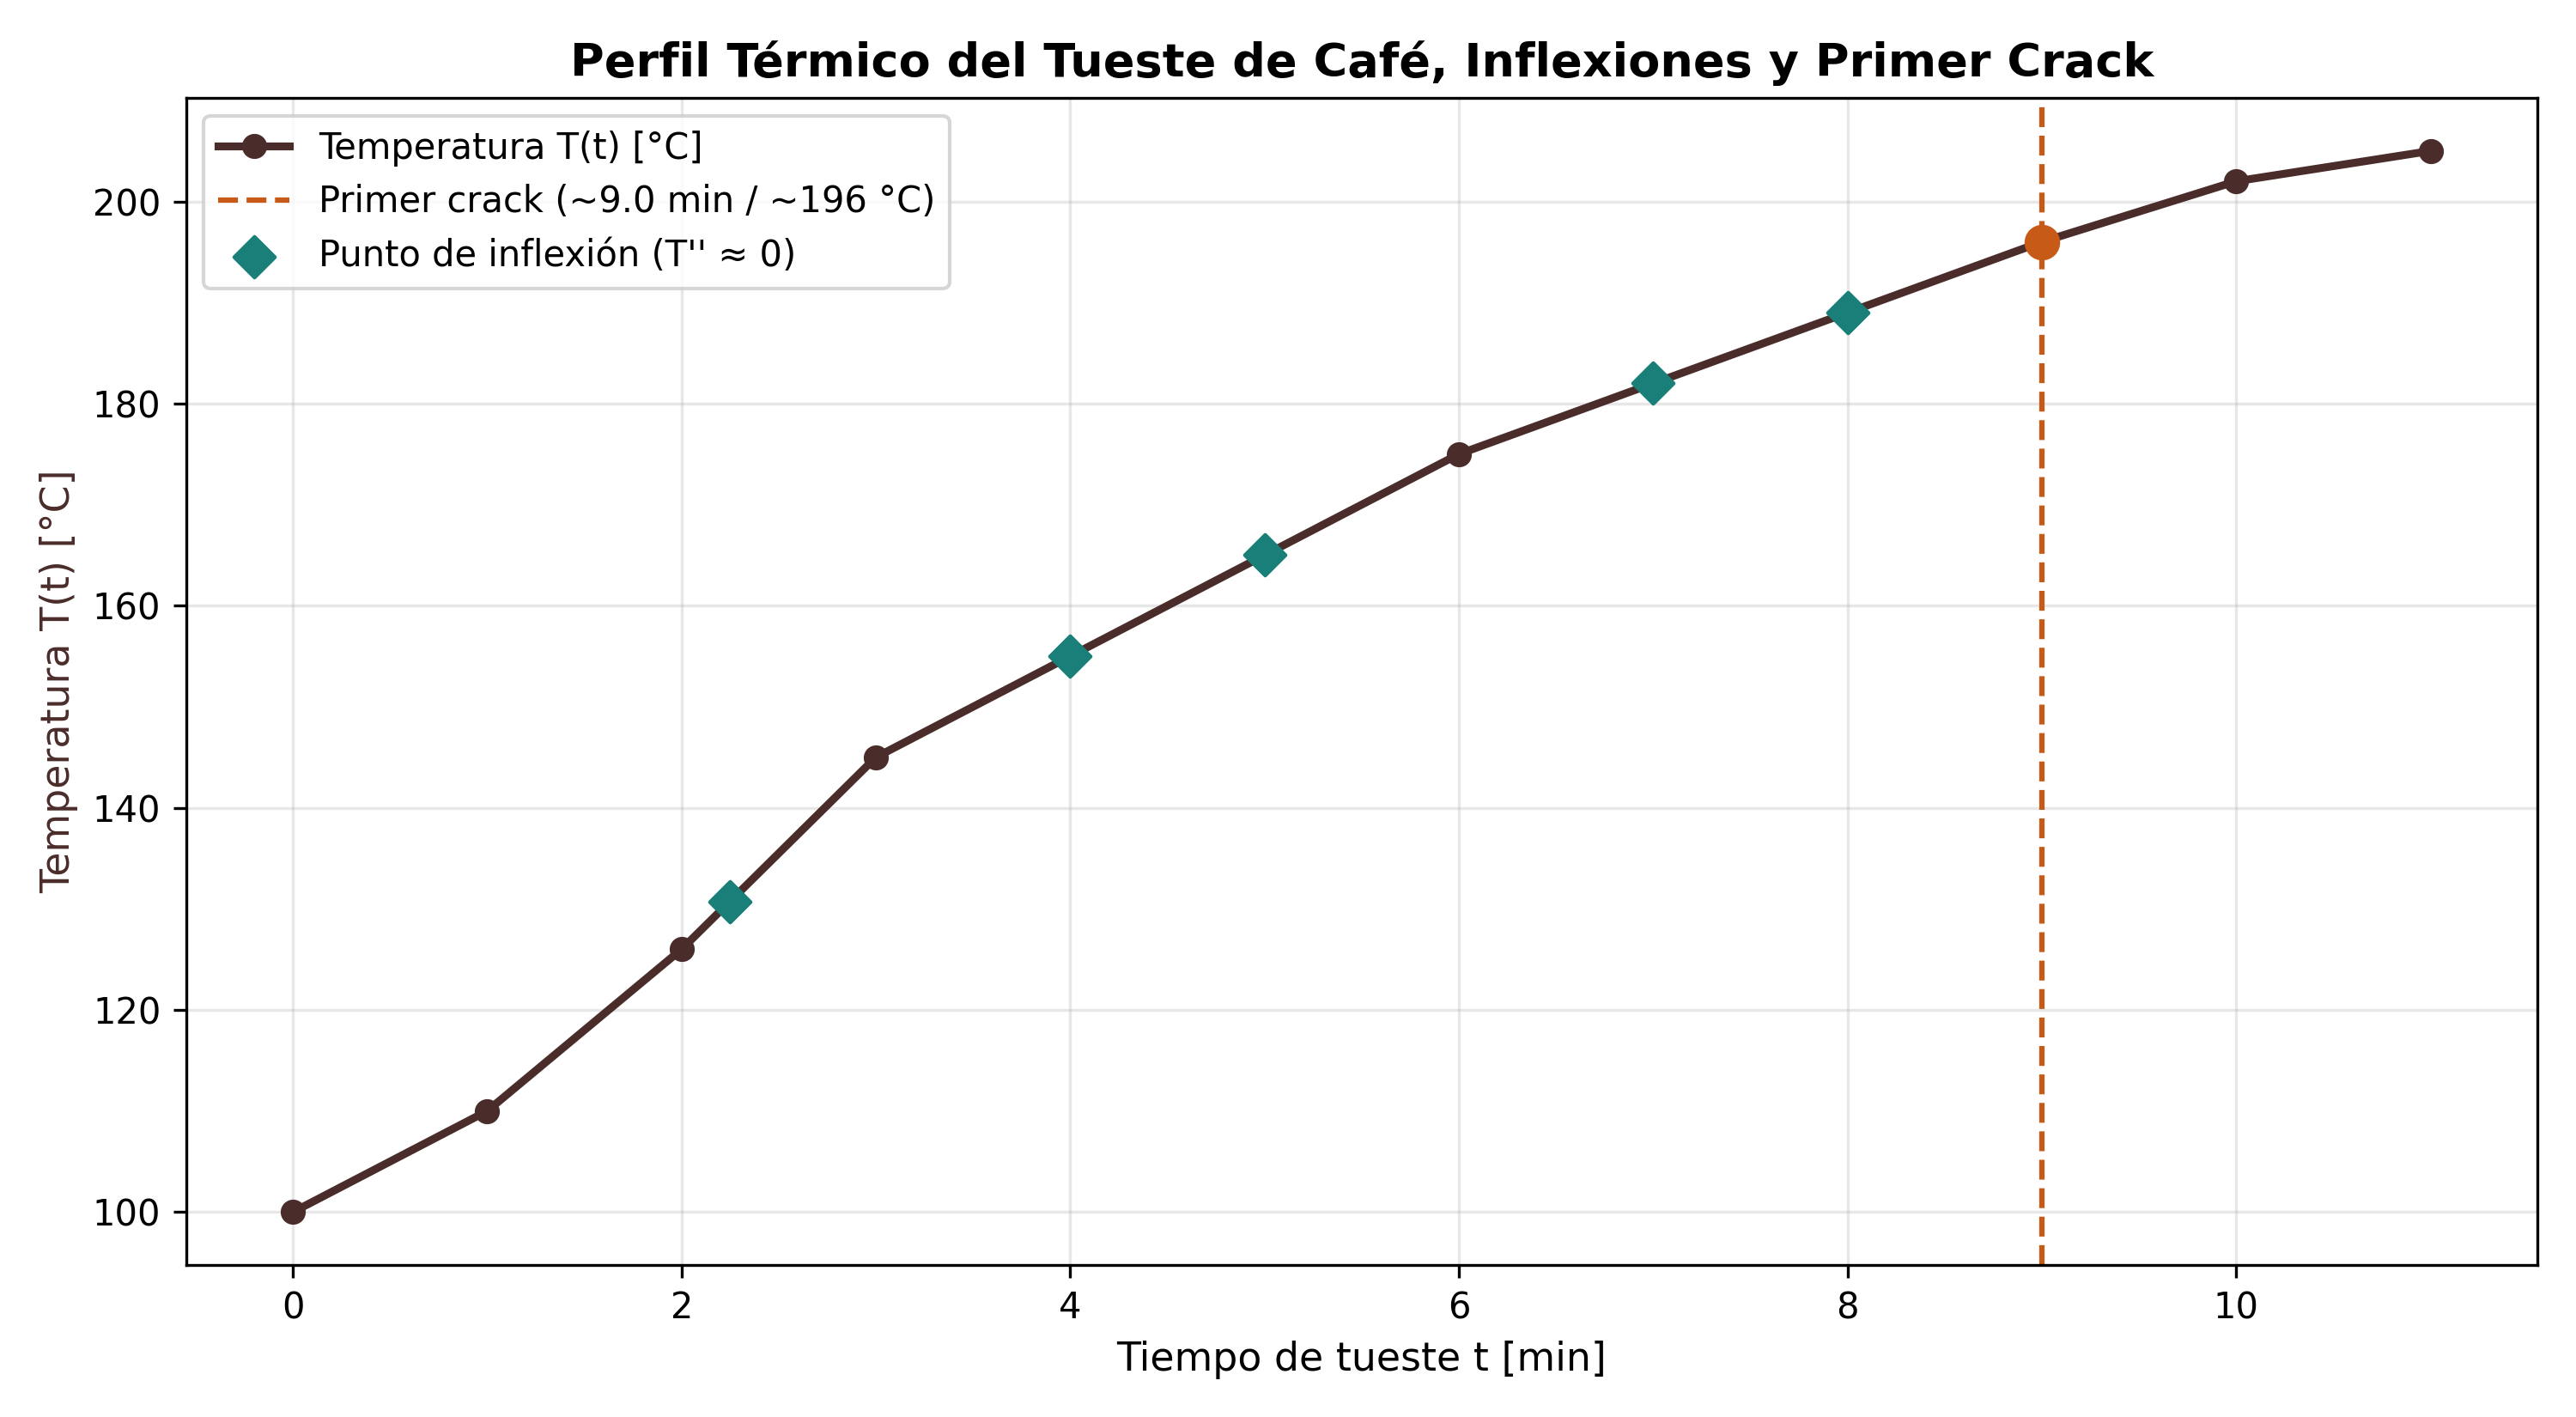 Perfil Térmico del Tueste de Café, Inflexiones y Primer Crack
Temperatura T(t) [°C]
Primer crack (~9.0 min / ~196 °C)
Punto de inflexión (T'' ≈ 0)
Temperatura T(t) [°C]
200
180
160
140
120
100
0 2 4 6 8 10
Tiempo de tueste t [min]